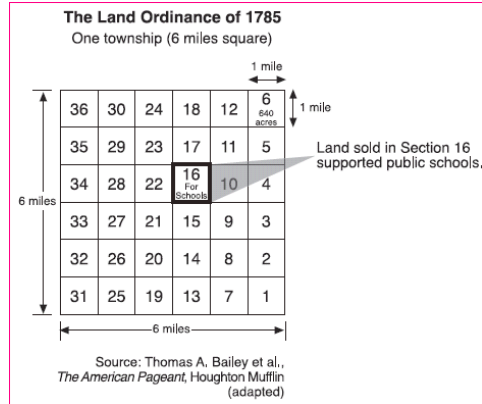 The Land Ordinance of 1785
One township (6 miles square)
1 mile
36 30 24 18 12 6
640
acres
1 mile
35 29 23 17 11 5
Land sold in Section 16
supported public schools.
34 28 22 16 10 4
For
Schools
6 miles
33 27 21 15 9 3
32 26 20 14 8 2
31 25 19 13 7 1
6 miles
Source: Thomas A. Bailey et al.,
The American Pageant, Houghton Mufflin
(adapted)